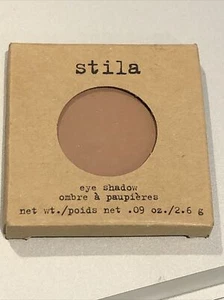 stila
eye shadow
ombre à paupières
net wt./poids net .09 oz./2.6 g